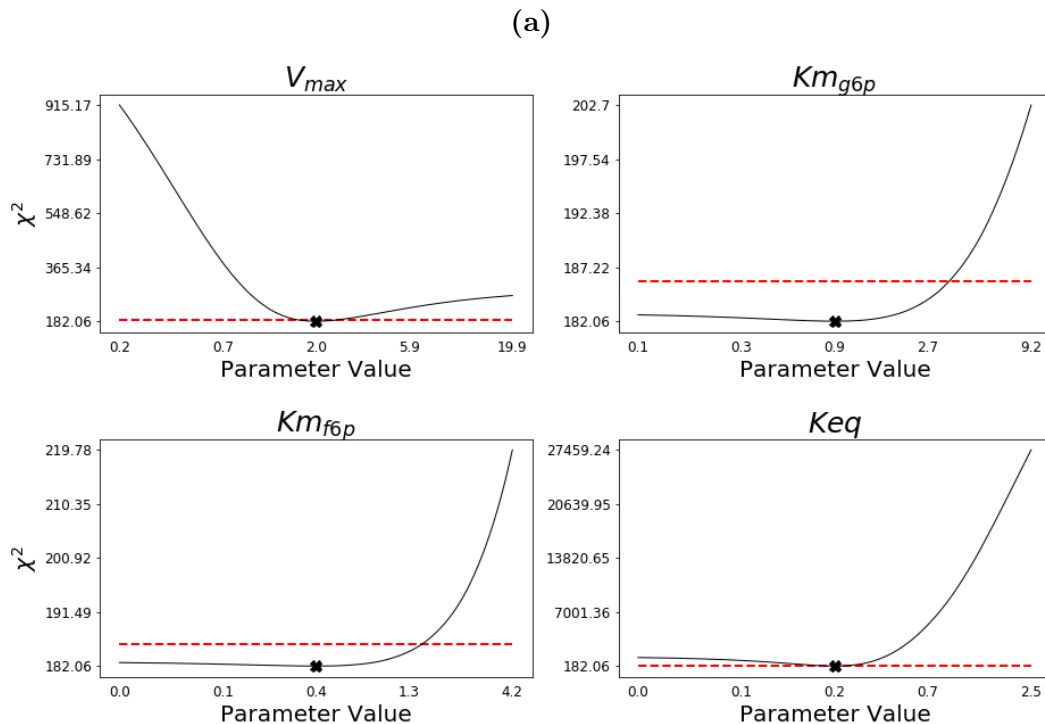 (a)
V_max
915.17
731.89
548.62
365.34
182.06
χ²
0.2 0.7 2.0 5.9 19.9
Parameter Value
Km_g6p
202.7
197.54
192.38
187.22
182.06
0.1 0.3 0.9 2.7 9.2
Parameter Value
Km_f6p
219.78
210.35
200.92
191.49
182.06
χ²
0.0 0.1 0.4 1.3 4.2
Parameter Value
Keq
27459.24
20639.95
13820.65
7001.36
182.06
0.0 0.1 0.2 0.7 2.5
Parameter Value